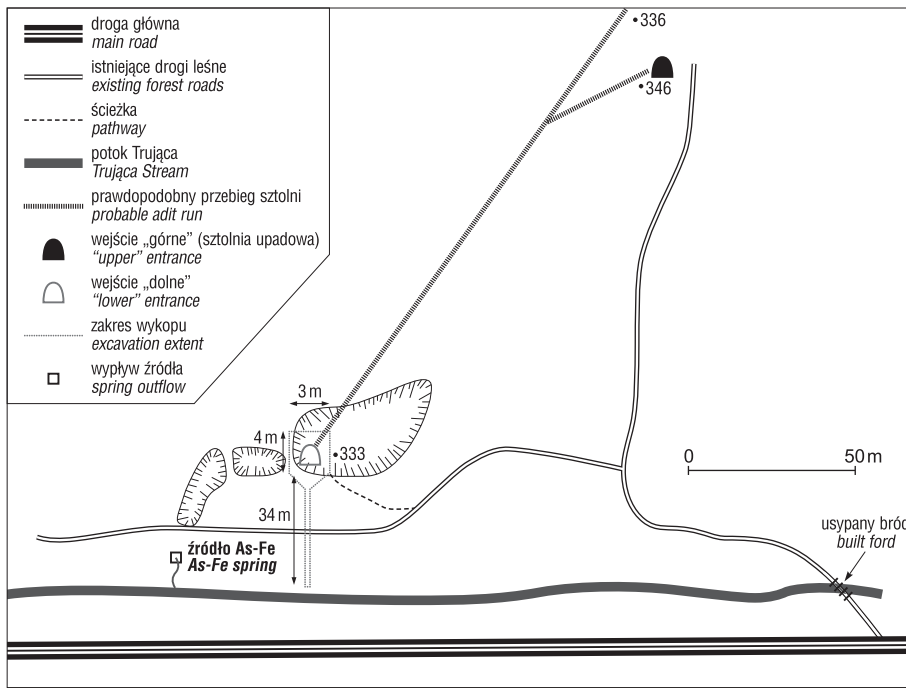 droga główna
main road
istniejące drogi leśne
existing forest roads
ścieżka
pathway
potok Trująca
Trująca Stream
prawdopodobny przebieg sztolni
probable adit run
wejście „górne” (sztolnia upadowa)
“upper” entrance
wejście „dolne”
“lower” entrance
zakres wykopu
excavation extent
wypływ źródła
spring outflow
•336
•346
3 m
4 m
•333
34 m
0 50 m
źródło As-Fe
As-Fe spring
usypany bród
built ford